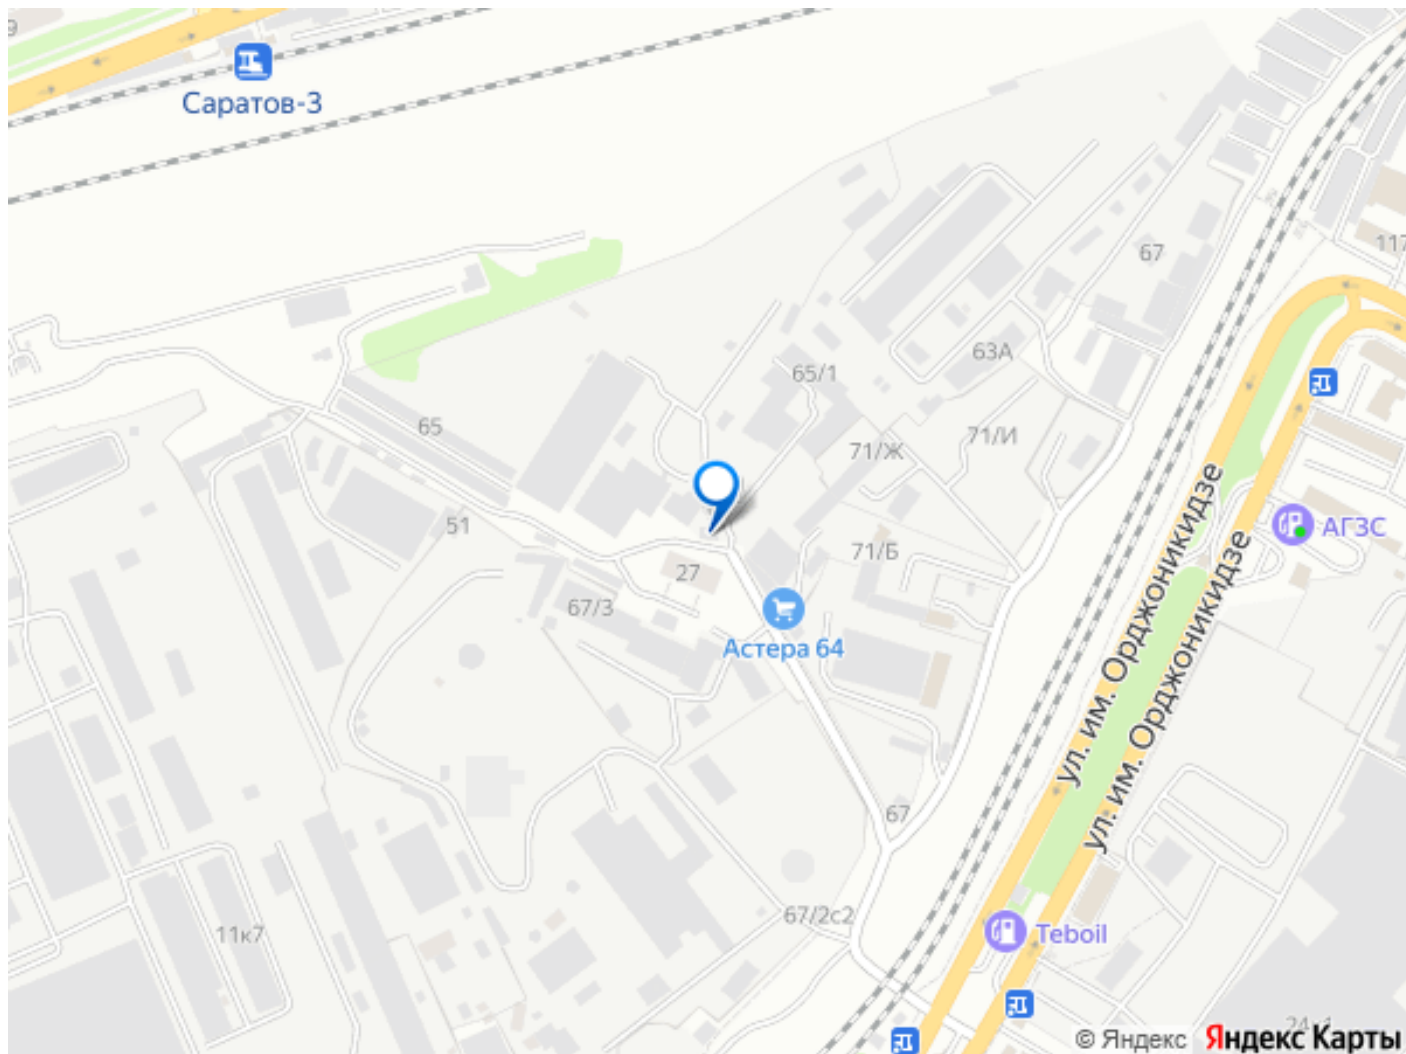 9
Саратов-3
67
117
63А
65/1
65
71/Ж
71/И
51
71/Б
27
67/3
Астера 64
ул. им. Орджоникидзе
ул. им. Орджоникидзе
АГЗС
67
67/2с2
11к7
Teboil
© Яндекс Яндекс Карты